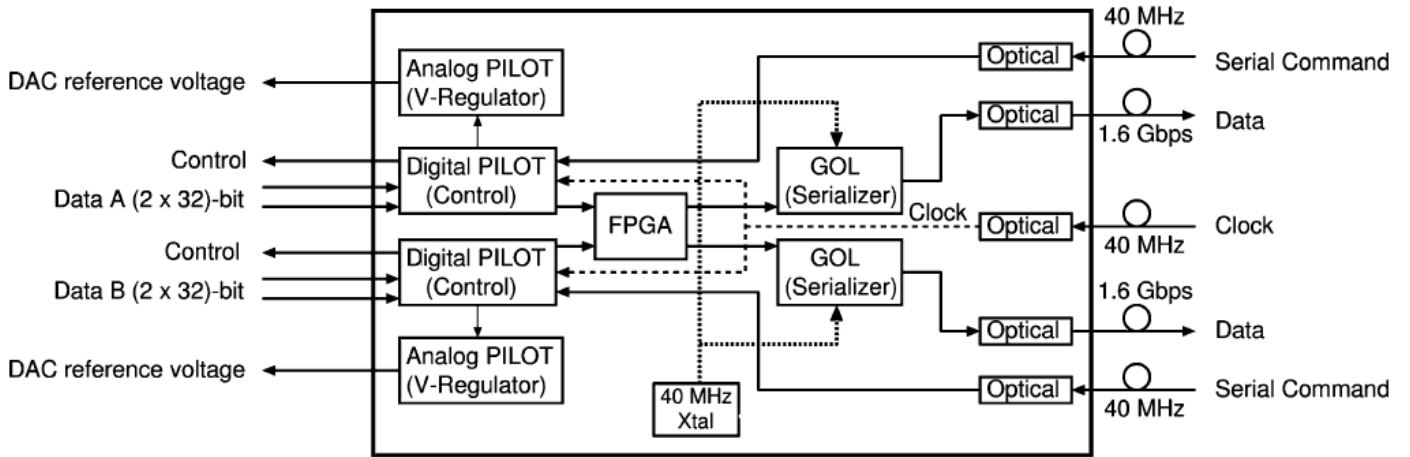 40 MHz
Optical
Serial Command
Analog PILOT
(V-Regulator)
DAC reference voltage
Optical
1.6 Gbps
Data
Control
Digital PILOT
(Control)
Data A (2 x 32)-bit
GOL
(Serializer)
FPGA
Clock
Optical
40 MHz
Clock
Control
Digital PILOT
(Control)
Data B (2 x 32)-bit
GOL
(Serializer)
1.6 Gbps
Optical
Data
Analog PILOT
(V-Regulator)
DAC reference voltage
40 MHz
Xtal
Optical
40 MHz
Serial Command